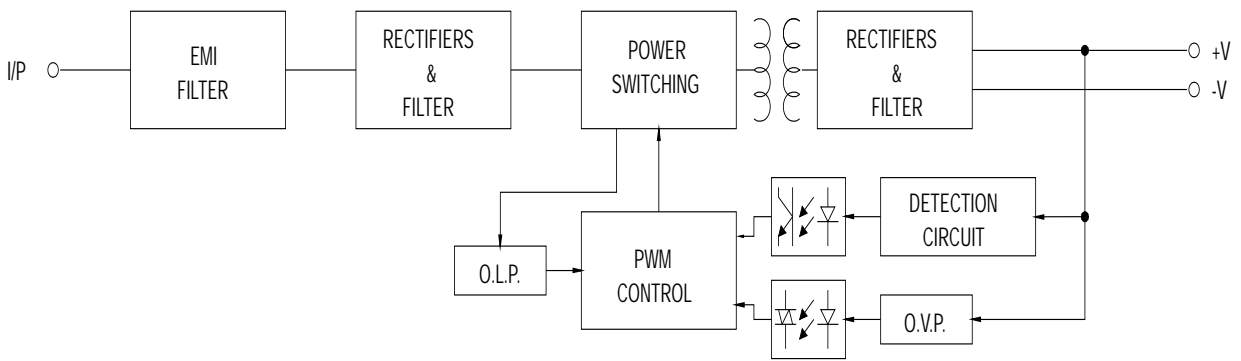 I/P
EMI
FILTER
RECTIFIERS
&
FILTER
POWER
SWITCHING
RECTIFIERS
&
FILTER
+V
-V
O.L.P.
PWM
CONTROL
DETECTION
CIRCUIT
O.V.P.